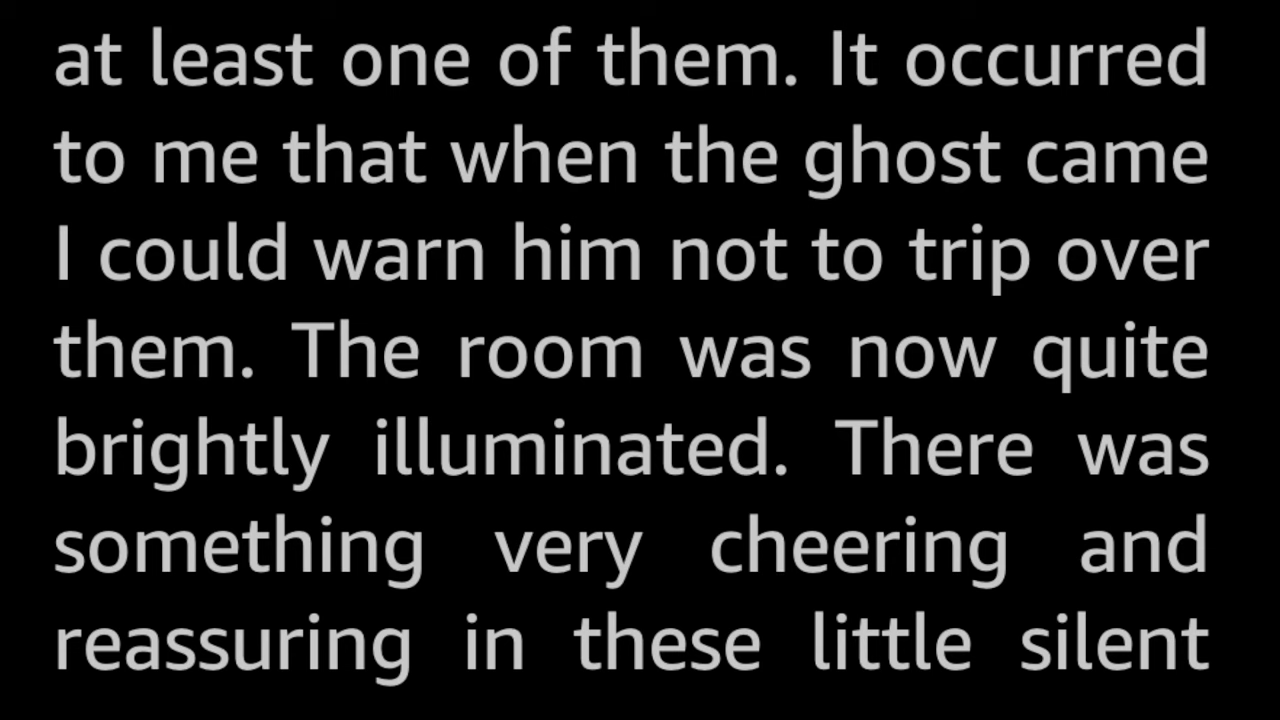 at least one of them. It occurred
to me that when the ghost came
I could warn him not to trip over
them. The room was now quite
brightly illuminated. There was
something very cheering and
reassuring in these little silent